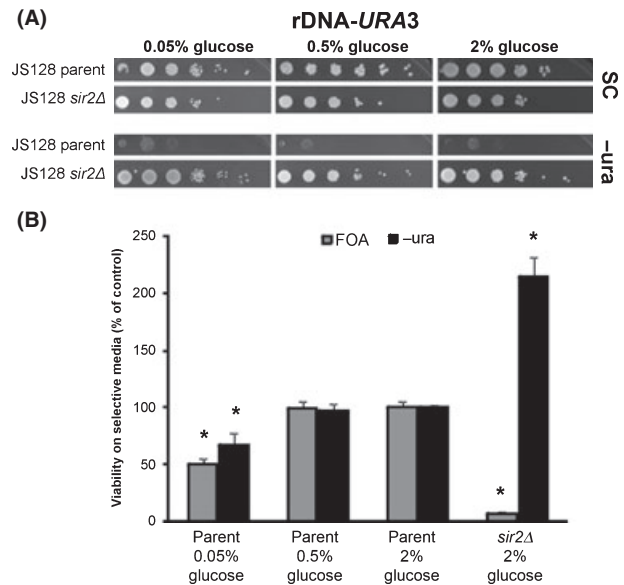 (A)
rDNA-URA3
0.05% glucose 0.5% glucose 2% glucose
JS128 parent
JS128 sir2Δ
SC
JS128 parent
JS128 sir2Δ
–ura
(B)
Viability on selective media (% of control)
250
200
150
100
50
0
FOA –ura
* * * *
Parent 0.05% glucose
Parent 0.5% glucose
Parent 2% glucose
sir2Δ 2% glucose